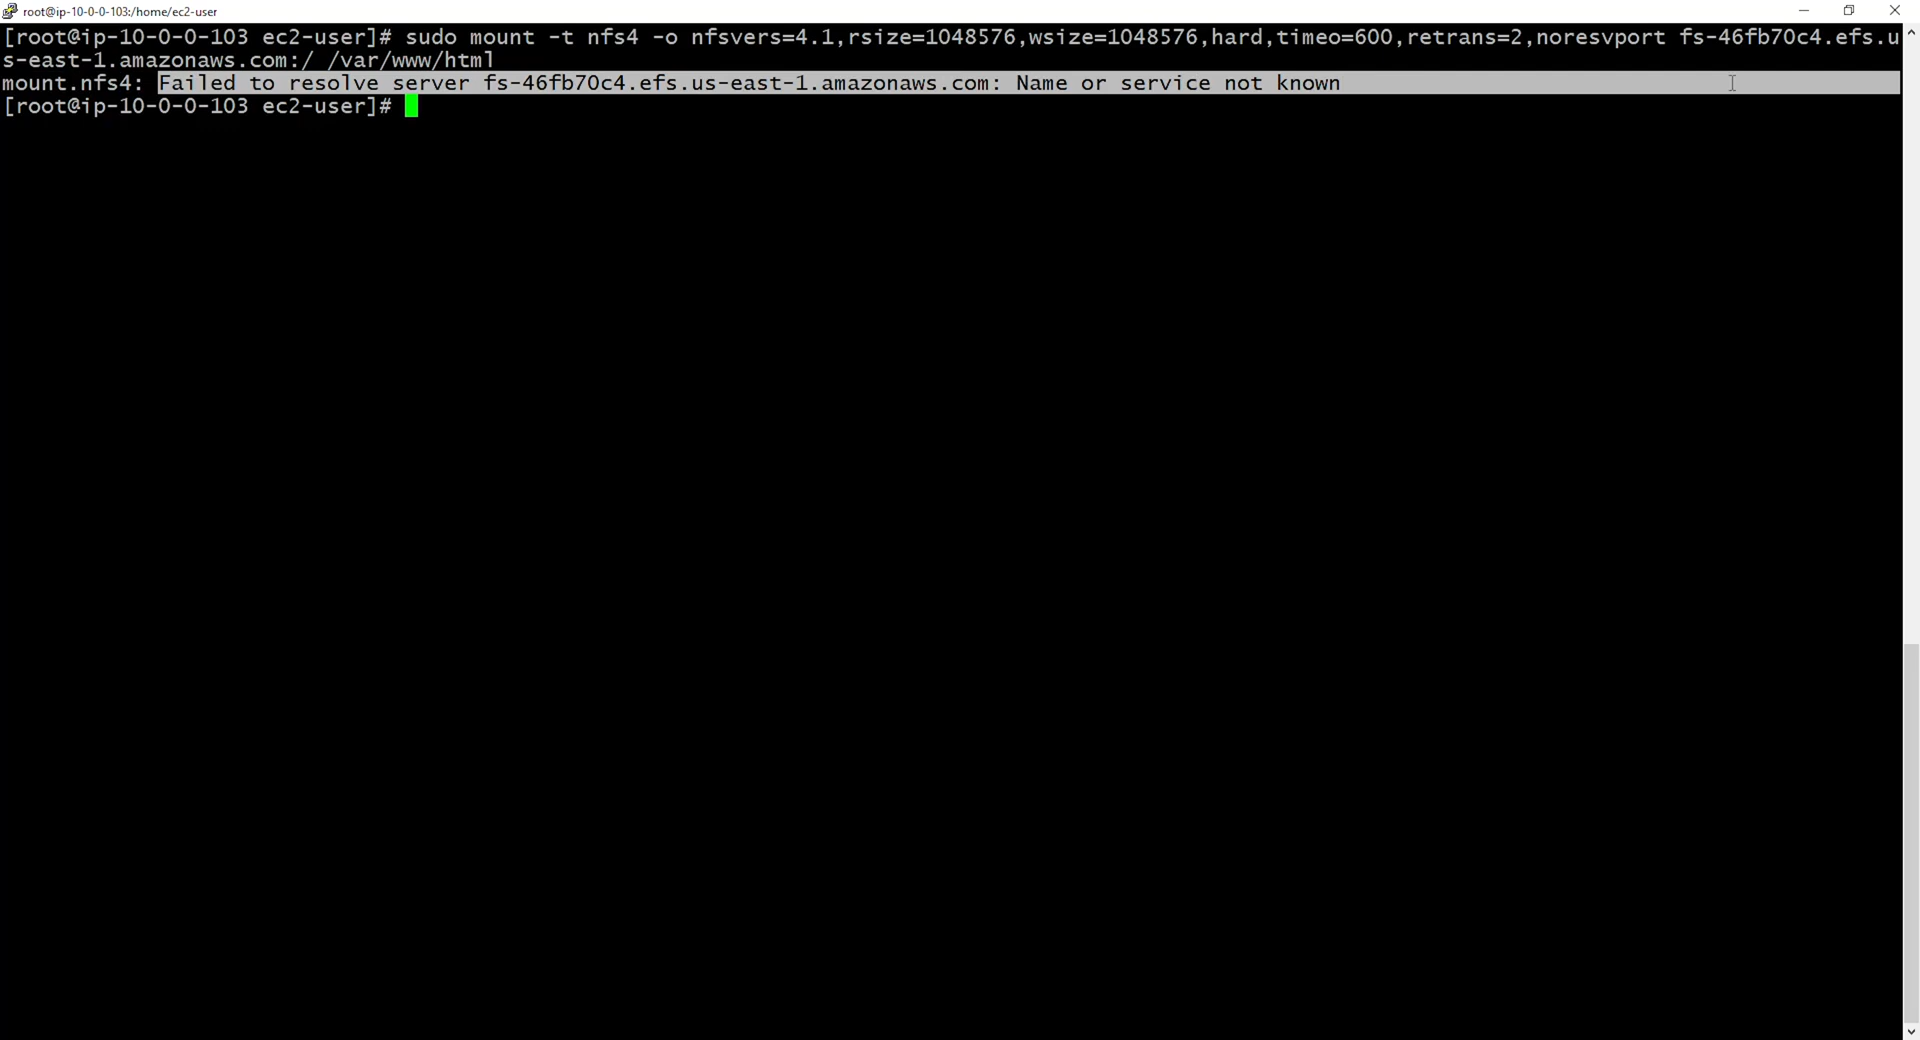 root@ip-10-0-0-103:/home/ec2-user
[root@ip-10-0-0-103 ec2-user]# sudo mount -t nfs4 -o nfsvers=4.1,rsize=1048576,wsize=1048576,hard,timeo=600,retrans=2,noresvport fs-46fb70c4.efs.u
s-east-1.amazonaws.com:/ /var/www/html
mount.nfs4: Failed to resolve server fs-46fb70c4.efs.us-east-1.amazonaws.com: Name or service not known
[root@ip-10-0-0-103 ec2-user]#